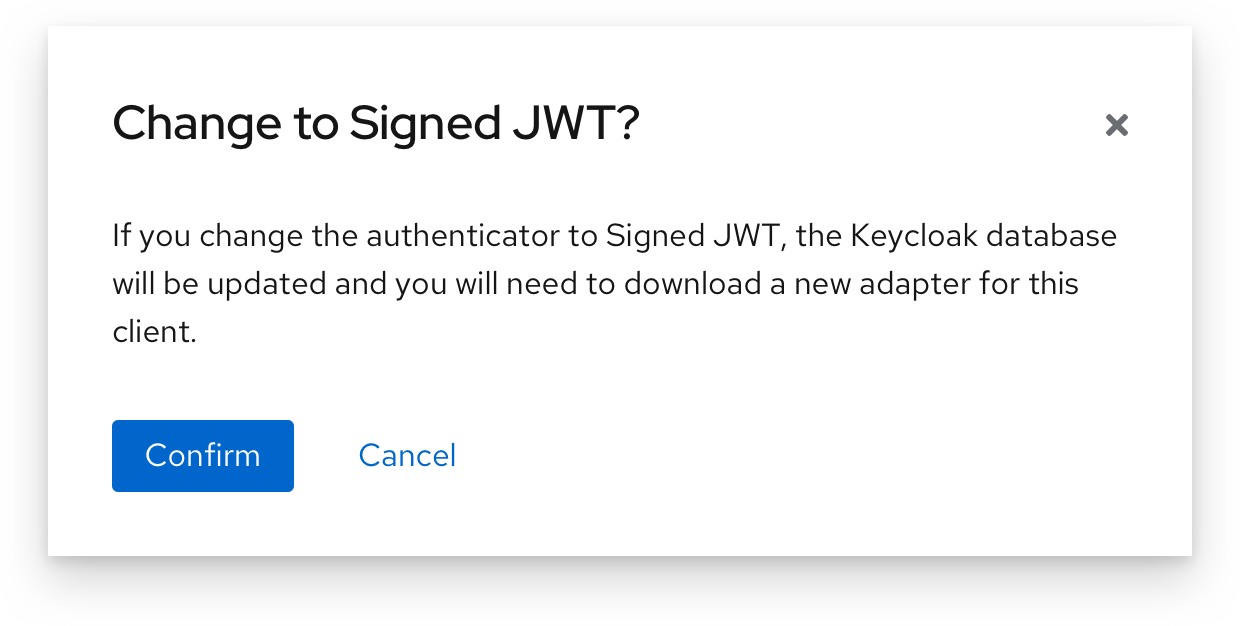 Change to Signed JWT?
If you change the authenticator to Signed JWT, the Keycloak database
will be updated and you will need to download a new adapter for this
client.
Confirm
Cancel